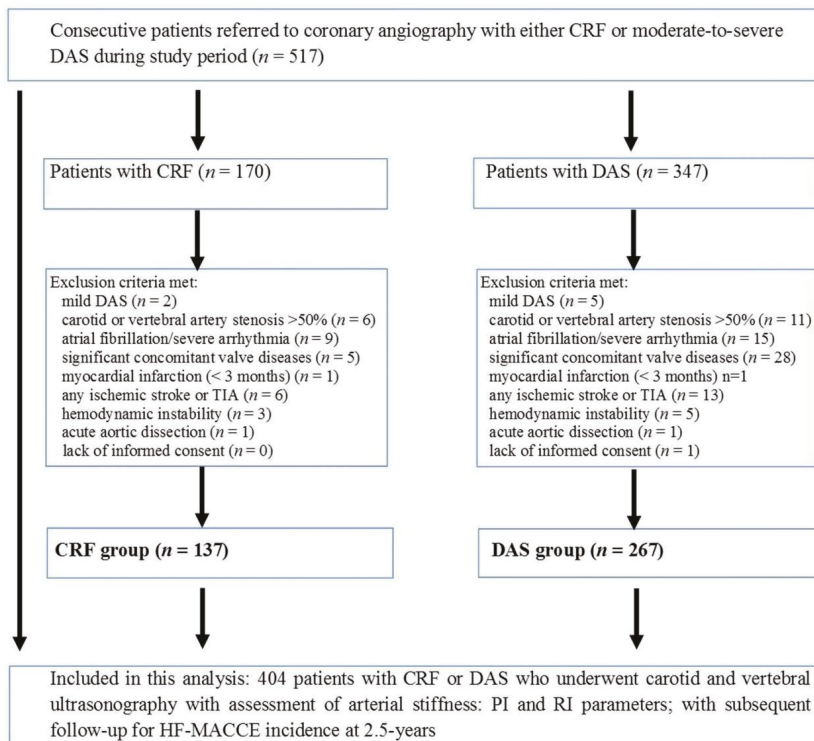 Consecutive patients referred to coronary angiography with either CRF or moderate-to-severe
DAS during study period (n = 517)
Patients with CRF (n = 170)
Patients with DAS (n = 347)
Exclusion criteria met:
mild DAS (n = 2)
carotid or vertebral artery stenosis >50% (n = 6)
atrial fibrillation/severe arrhythmia (n = 9)
significant concomitant valve diseases (n = 5)
myocardial infarction (< 3 months) (n = 1)
any ischemic stroke or TIA (n = 6)
hemodynamic instability (n = 3)
acute aortic dissection (n = 1)
lack of informed consent (n = 0)
Exclusion criteria met:
mild DAS (n = 5)
carotid or vertebral artery stenosis >50% (n = 11)
atrial fibrillation/severe arrhythmia (n = 15)
significant concomitant valve diseases (n = 28)
myocardial infarction (< 3 months) n=1
any ischemic stroke or TIA (n = 13)
hemodynamic instability (n = 5)
acute aortic dissection (n = 1)
lack of informed consent (n = 1)
CRF group (n = 137)
DAS group (n = 267)
Included in this analysis: 404 patients with CRF or DAS who underwent carotid and vertebral
ultrasonography with assessment of arterial stiffness: PI and RI parameters; with subsequent
follow-up for HF-MACCE incidence at 2.5-years